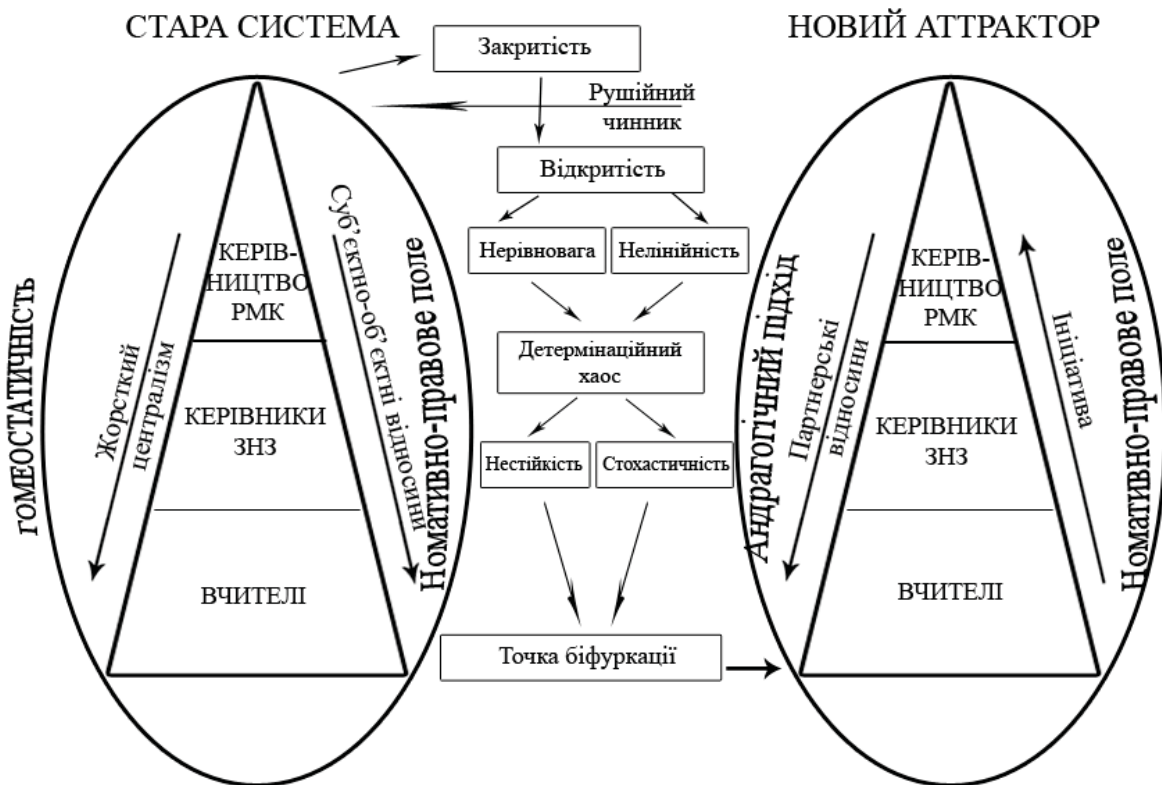 СТАРА СИСТЕМА
НОВИЙ АТТРАКТОР
Закритість
Рушійний
чинник
Відкритість
Нерівновага
Нелінійність
Детермінаційний
хаос
Нестійкість
Стохастичність
Точка біфуркації
гОМЕОСТАТИЧНІСТЬ
Жорсткий
централізм
КЕРІВ-
НИЦТВО
РМК
КЕРІВНИКИ
ЗНЗ
ВЧИТЕЛІ
Суб’єктно-об’єктні відносини
Номативно-правове поле
Андрагогічний підхід
Партнерські
відносини
КЕРІВ-
НИЦТВО
РМК
КЕРІВНИКИ
ЗНЗ
ВЧИТЕЛІ
Ініціатива
Номативно-правове поле